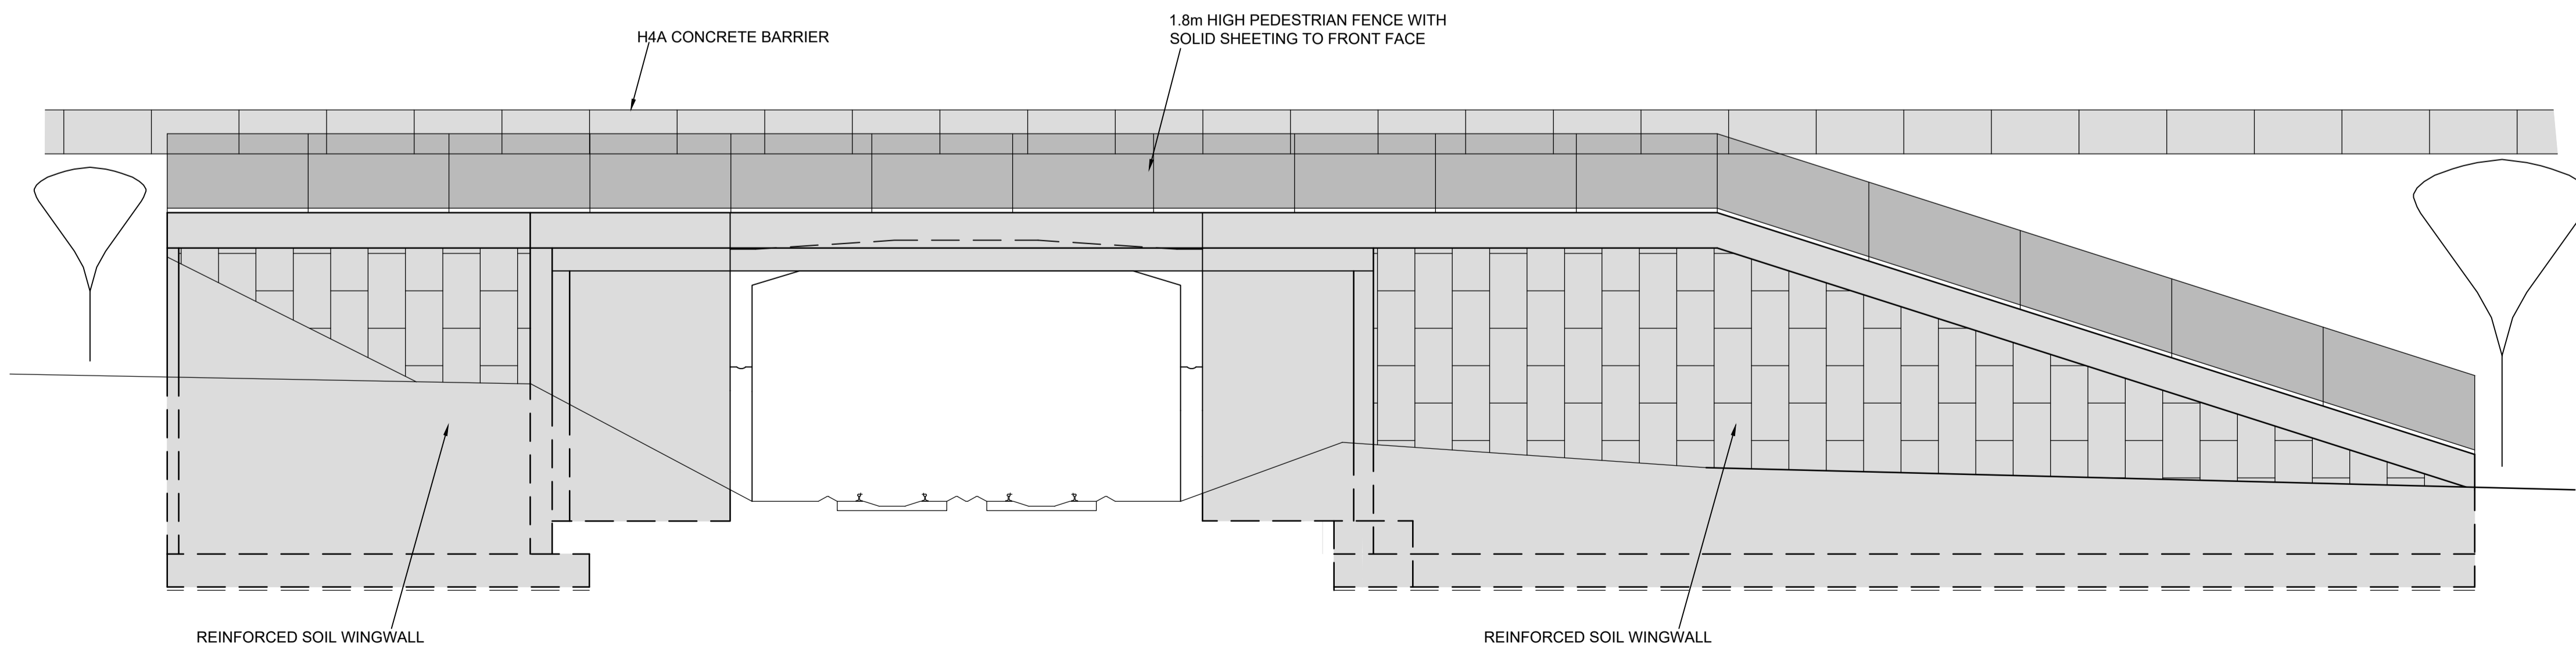 1.8m HIGH PEDESTRIAN FENCE WITH
SOLID SHEETING TO FRONT FACE
H4A CONCRETE BARRIER
REINFORCED SOIL WINGWALL
REINFORCED SOIL WINGWALL